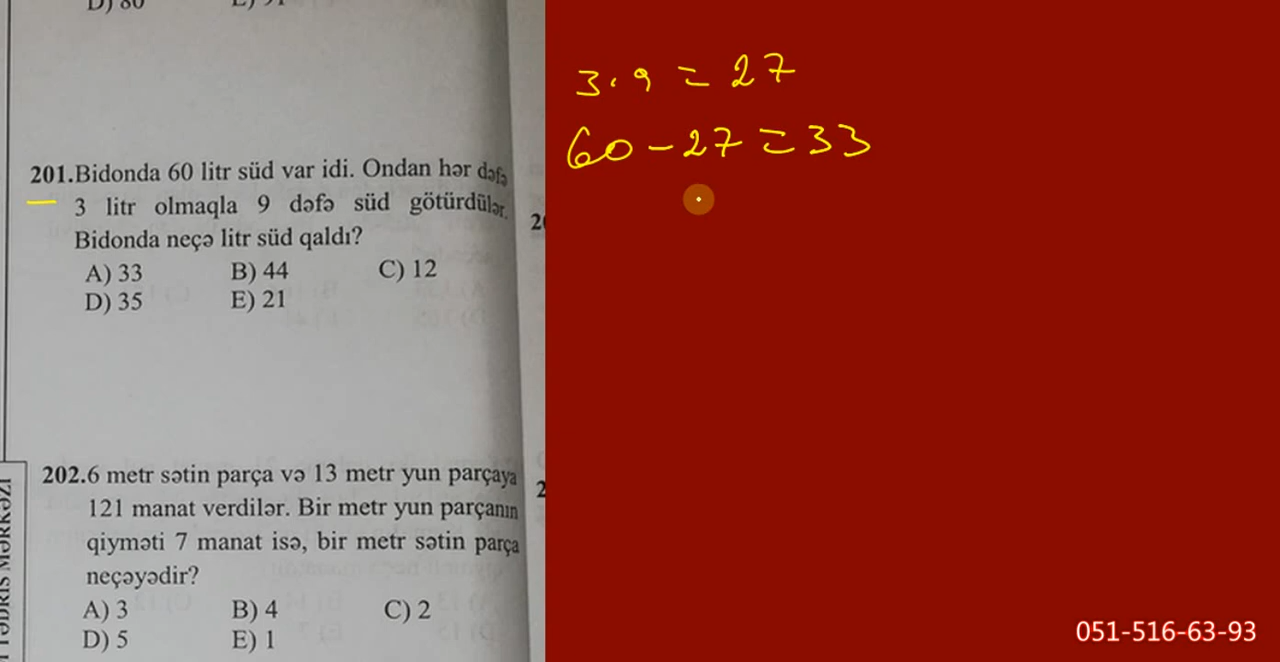 201.Bidonda 60 litr süd var idi. Ondan hər dəfə
3 litr olmaqla 9 dəfə süd götürdülər.
Bidonda neçə litr süd qaldı?
A) 33 B) 44 C) 12
D) 35 E) 21
202.6 metr sətin parça və 13 metr yun parçaya
121 manat verdilər. Bir metr yun parçanın
qiyməti 7 manat isə, bir metr sətin parça
neçəyədir?
A) 3 B) 4 C) 2
D) 5 E) 1
3·9 = 27
60-27=33
051-516-63-93